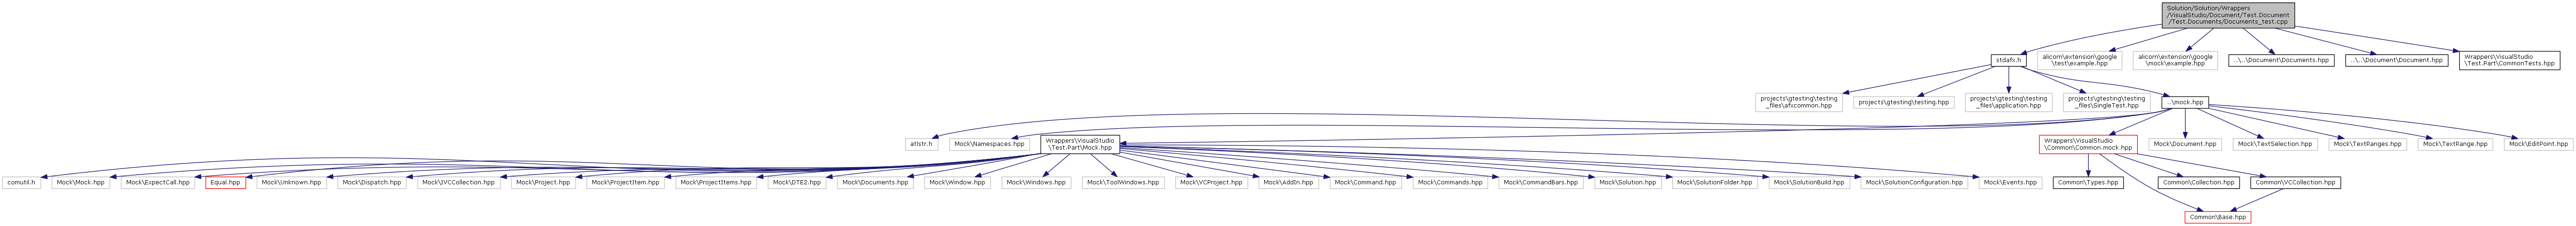 Solution/Solution/Wrappers
/VisualStudio/Document/Test.Document
/Test.Documents/Documents_test.cpp
stdafx.h
alicorn\extension\google
\test\example.hpp
alicorn\extension\google
\mock\example.hpp
..\..\Document\Documents.hpp
..\..\Document\Document.hpp
Wrappers\VisualStudio
\Test.Part\CommonTests.hpp
projects\gtesting\testing
_files\afxcommon.hpp
projects\gtesting\testing.hpp
projects\gtesting\testing
_files\application.hpp
projects\gtesting\testing
_files\SingleTest.hpp
..\mock.hpp
atlstr.h
Mock\Namespaces.hpp
Wrappers\VisualStudio
\Test.Part\Mock.hpp
Wrappers\VisualStudio
\Common\Common.mock.hpp
Mock\Document.hpp
Mock\TextSelection.hpp
Mock\TextRanges.hpp
Mock\TextRange.hpp
Mock\EditPoint.hpp
comutil.h
Mock\Mock.hpp
Mock\ExpectCall.hpp
Equal.hpp
Mock\Unknown.hpp
Mock\Dispatch.hpp
Mock\IVCCollection.hpp
Mock\Project.hpp
Mock\ProjectItem.hpp
Mock\ProjectItems.hpp
Mock\DTE2.hpp
Mock\Documents.hpp
Mock\Window.hpp
Mock\Windows.hpp
Mock\ToolWindows.hpp
Mock\VCProject.hpp
Mock\AddIn.hpp
Mock\Command.hpp
Mock\Commands.hpp
Mock\CommandBars.hpp
Mock\Solution.hpp
Mock\SolutionFolder.hpp
Mock\SolutionBuild.hpp
Mock\SolutionConfiguration.hpp
Mock\Events.hpp
Common\Types.hpp
Common\Collection.hpp
Common\VCCollection.hpp
Common\Base.hpp